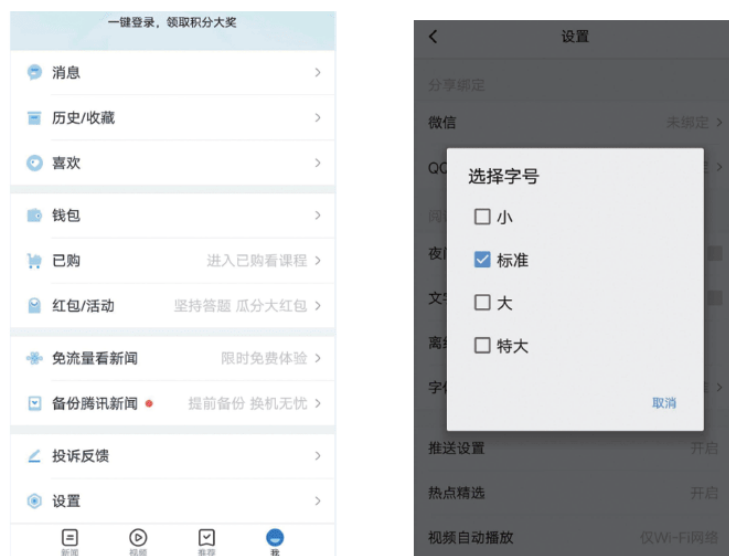 一键登录，领取积分大奖
消息
历史/收藏
喜欢
钱包
已购 进入已购看课程
红包/活动 坚持答题 瓜分大红包
免流量看新闻 限时免费体验
备份腾讯新闻 提前备份 换机无忧
投诉反馈
设置
新闻 视频 推荐 我
设置
分享绑定
微信 未绑定
选择字号
小
标准
大
特大
取消
推送设置 开启
热点精选 开启
视频自动播放 仅Wi-Fi网络